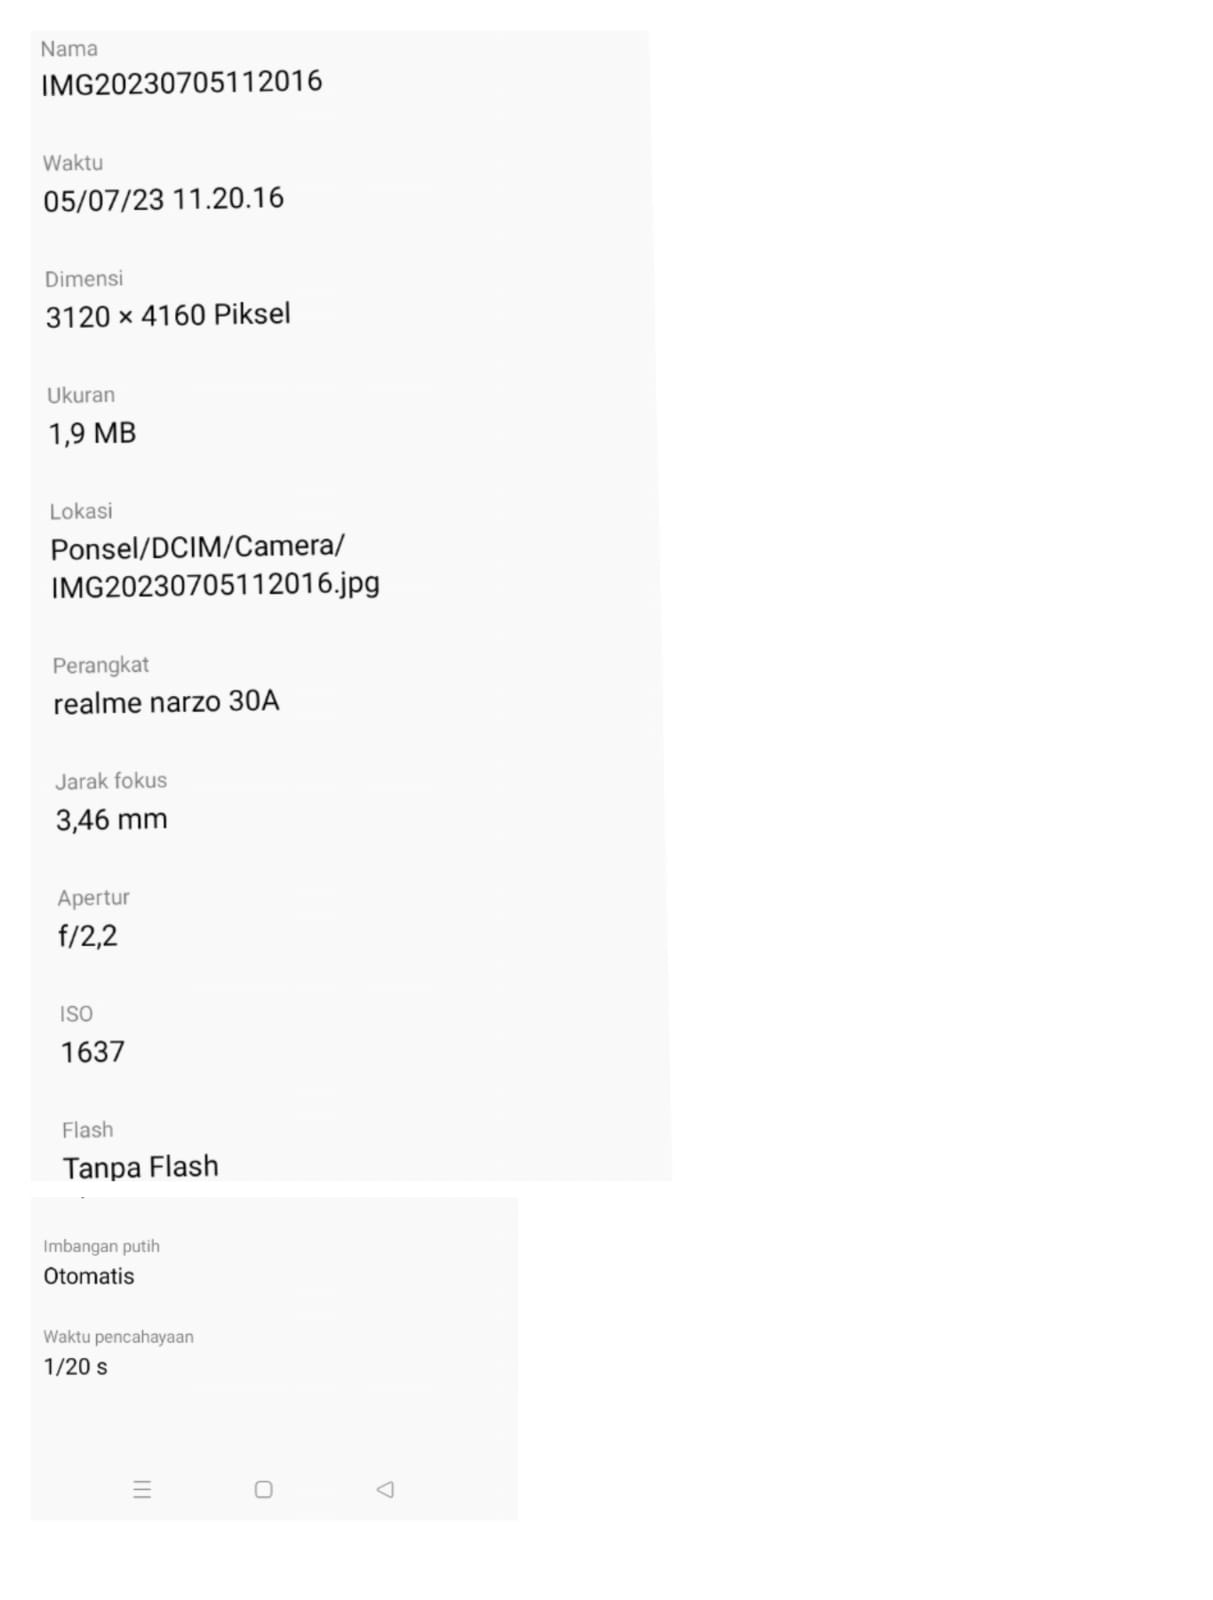 Nama
IMG20230705112016
Waktu
05/07/23 11.20.16
Dimensi
3120 × 4160 Piksel
Ukuran
1,9 MB
Lokasi
Ponsel/DCIM/Camera/
IMG20230705112016.jpg
Perangkat
realme narzo 30A
Jarak fokus
3,46 mm
Apertur
f/2,2
ISO
1637
Flash
Tanpa Flash
Imbangan putih
Otomatis
Waktu pencahayaan
1/20 s